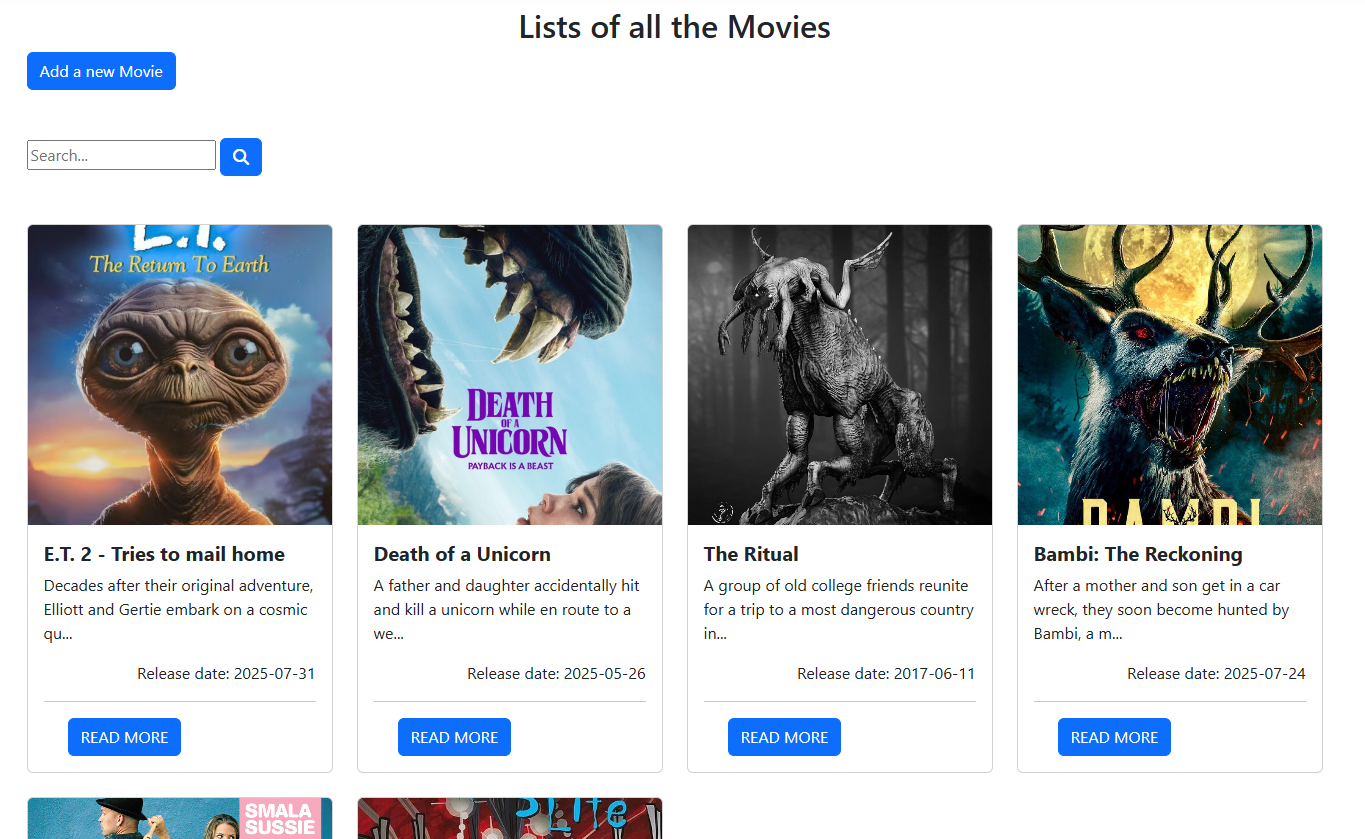 Lists of all the Movies
Add a new Movie
Search...
E.T.
The Return To Earth
DEATH
OF A
UNICORN
PAYBACK IS A BEAST
BAMBI
E.T. 2 - Tries to mail home
Decades after their original adventure,
Elliott and Gertie embark on a cosmic
qu...
Release date: 2025-07-31
READ MORE
Death of a Unicorn
A father and daughter accidentally hit
and kill a unicorn while en route to a
we...
Release date: 2025-05-26
READ MORE
The Ritual
A group of old college friends reunite
for a trip to a most dangerous country
in...
Release date: 2017-06-11
READ MORE
Bambi: The Reckoning
After a mother and son get in a car
wreck, they soon become hunted by
Bambi, a m...
Release date: 2025-07-24
READ MORE
SMALA
SUSSIE